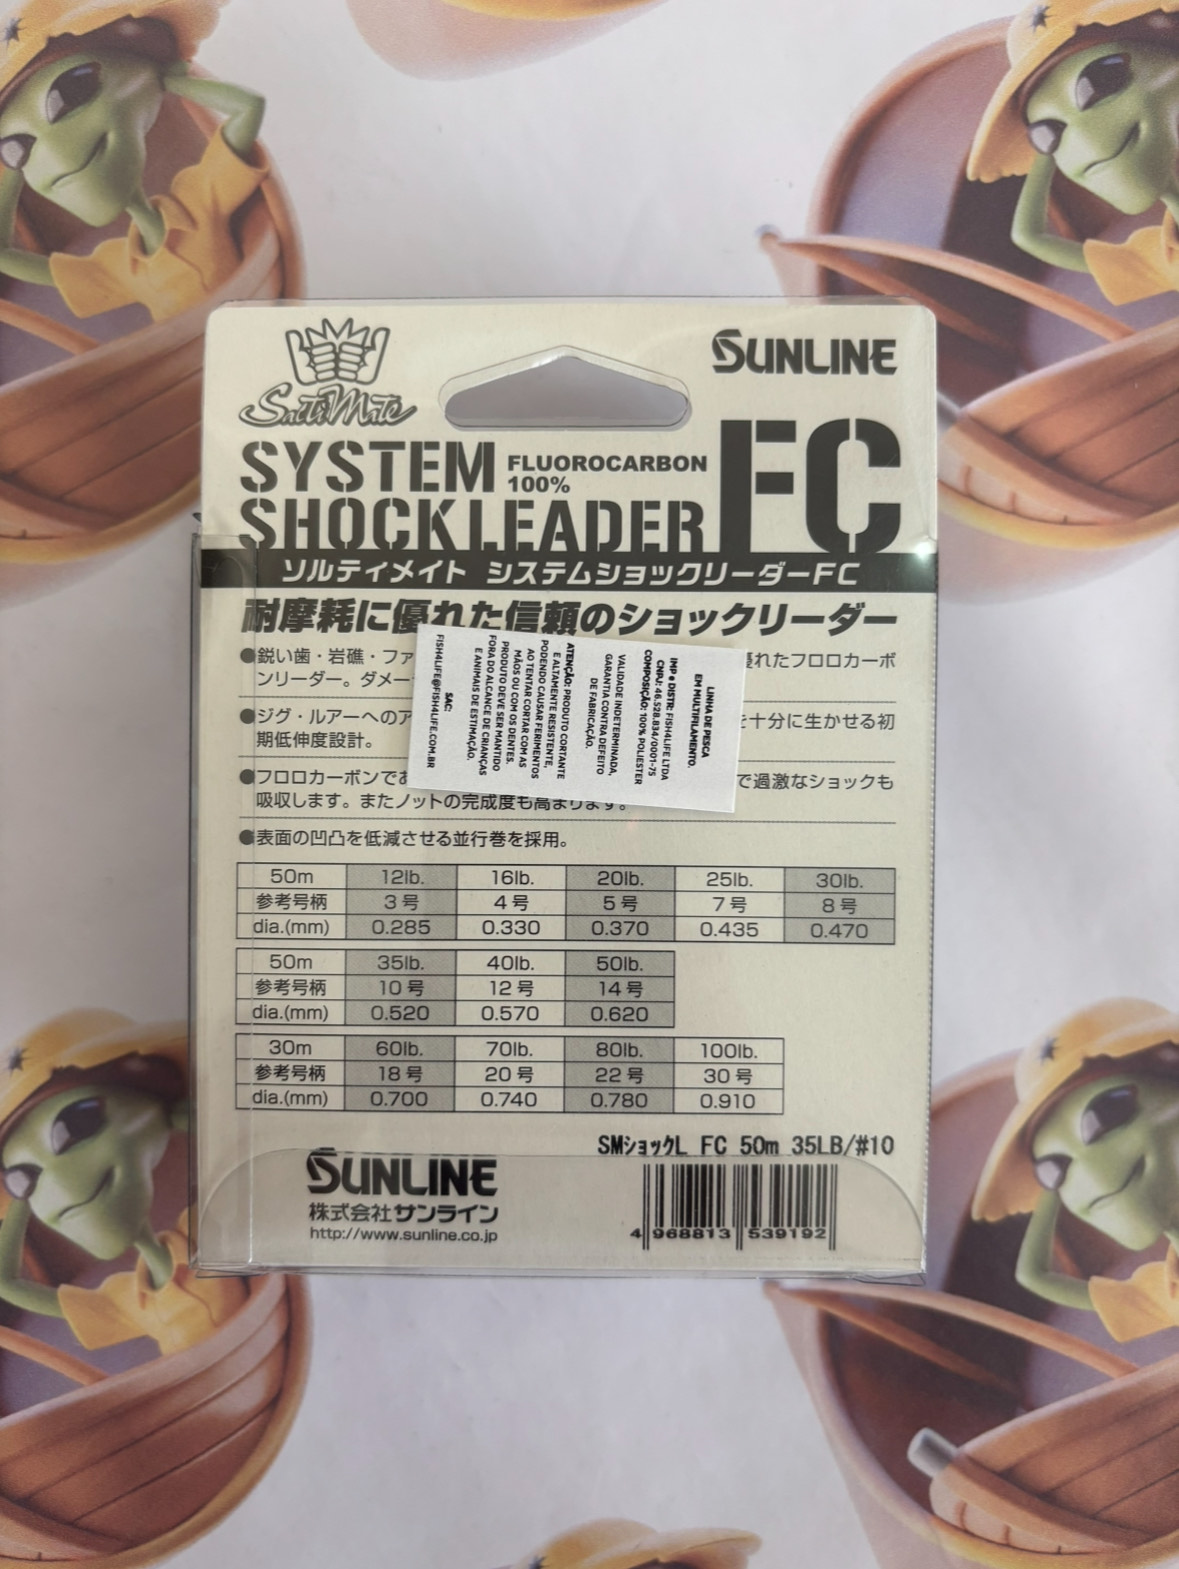 Salti Mate
SUNLINE
SYSTEM
SHOCKLEADER
FLUOROCARBON
100%
FC
ソルティメイト システムショックリーダーFC
耐摩耗に優れた信頼のショックリーダー
●鋭い歯・岩礁・ファ
優れたフロロカーボ
ンリーダー。ダメー
●ジグ・ルアーへのア
を十分に生かせる初
期低伸度設計。
●フロロカーボンであ
で過激なショックも
吸収します。またノットの完成度も高まります。
●表面の凹凸を低減させる並行巻を採用。
LINHA DE PESCA
EM MULTIFILAMENTO.
IMP e DISTR: FISH4LIFE LTDA
CNPJ: 46.528.834/0001-75
COMPOSIÇÃO: 100% POLIESTER
VALIDADE INDETERMINADA,
GARANTIA CONTRA DEFEITO
DE FABRICAÇÃO.
ATENÇÃO: PRODUTO CORTANTE
E ALTAMENTE RESISTENTE,
PODENDO CAUSAR FERIMENTOS
AO TENTAR CORTAR COM AS
MÃOS OU COM OS DENTES.
PRODUTO DEVE SER MANTIDO
FORA DO ALCANCE DE CRIANÇAS
E ANIMAIS DE ESTIMAÇÃO.
SAC:
FISH4LIFE@FISH4LIFE.COM.BR
50m 12lb. 16lb. 20lb. 25lb. 30lb.
参考号柄 3号 4号 5号 7号 8号
dia.(mm) 0.285 0.330 0.370 0.435 0.470
50m 35lb. 40lb. 50lb.
参考号柄 10号 12号 14号
dia.(mm) 0.520 0.570 0.620
30m 60lb. 70lb. 80lb. 100lb.
参考号柄 18号 20号 22号 30号
dia.(mm) 0.700 0.740 0.780 0.910
SMショックL FC 50m 35LB/#10
SUNLINE
株式会社サンライン
http://www.sunline.co.jp
4 968813 539192